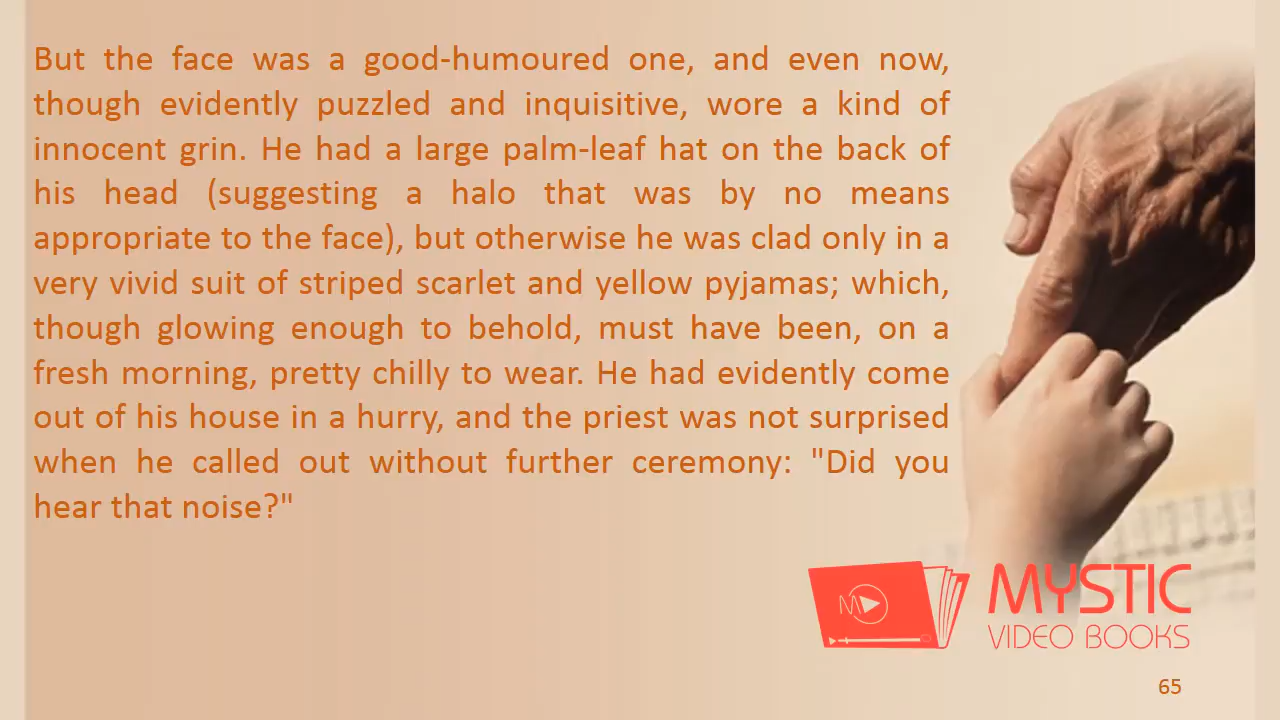 But the face was a good-humoured one, and even now,
though evidently puzzled and inquisitive, wore a kind of
innocent grin. He had a large palm-leaf hat on the back of
his head (suggesting a halo that was by no means
appropriate to the face), but otherwise he was clad only in a
very vivid suit of striped scarlet and yellow pyjamas; which,
though glowing enough to behold, must have been, on a
fresh morning, pretty chilly to wear. He had evidently come
out of his house in a hurry, and the priest was not surprised
when he called out without further ceremony: "Did you
hear that noise?"
M
MYSTIC
VIDEO BOOKS
65